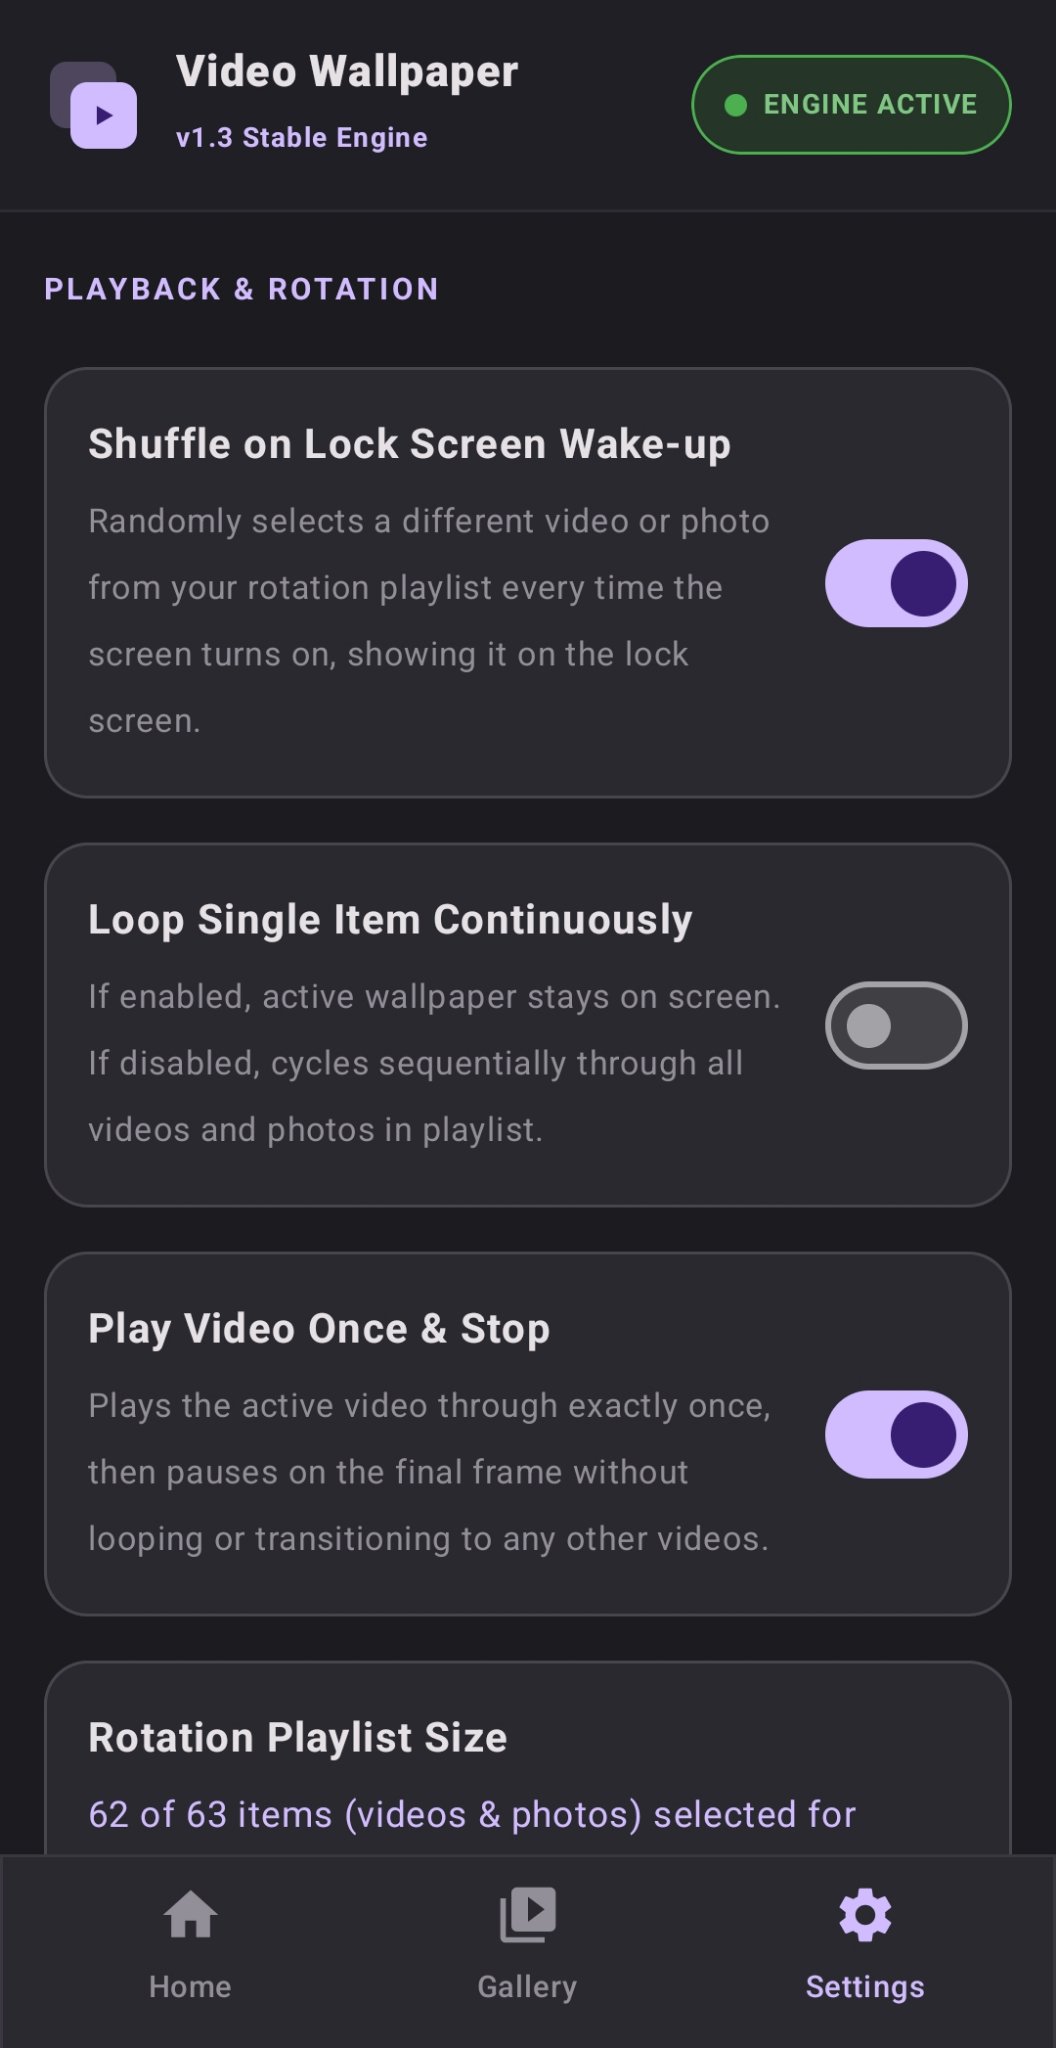 Video Wallpaper
v1.3 Stable Engine
ENGINE ACTIVE
PLAYBACK & ROTATION
Shuffle on Lock Screen Wake-up
Randomly selects a different video or photo
from your rotation playlist every time the
screen turns on, showing it on the lock
screen.
Loop Single Item Continuously
If enabled, active wallpaper stays on screen.
If disabled, cycles sequentially through all
videos and photos in playlist.
Play Video Once & Stop
Plays the active video through exactly once,
then pauses on the final frame without
looping or transitioning to any other videos.
Rotation Playlist Size
62 of 63 items (videos & photos) selected for
Home
Gallery
Settings